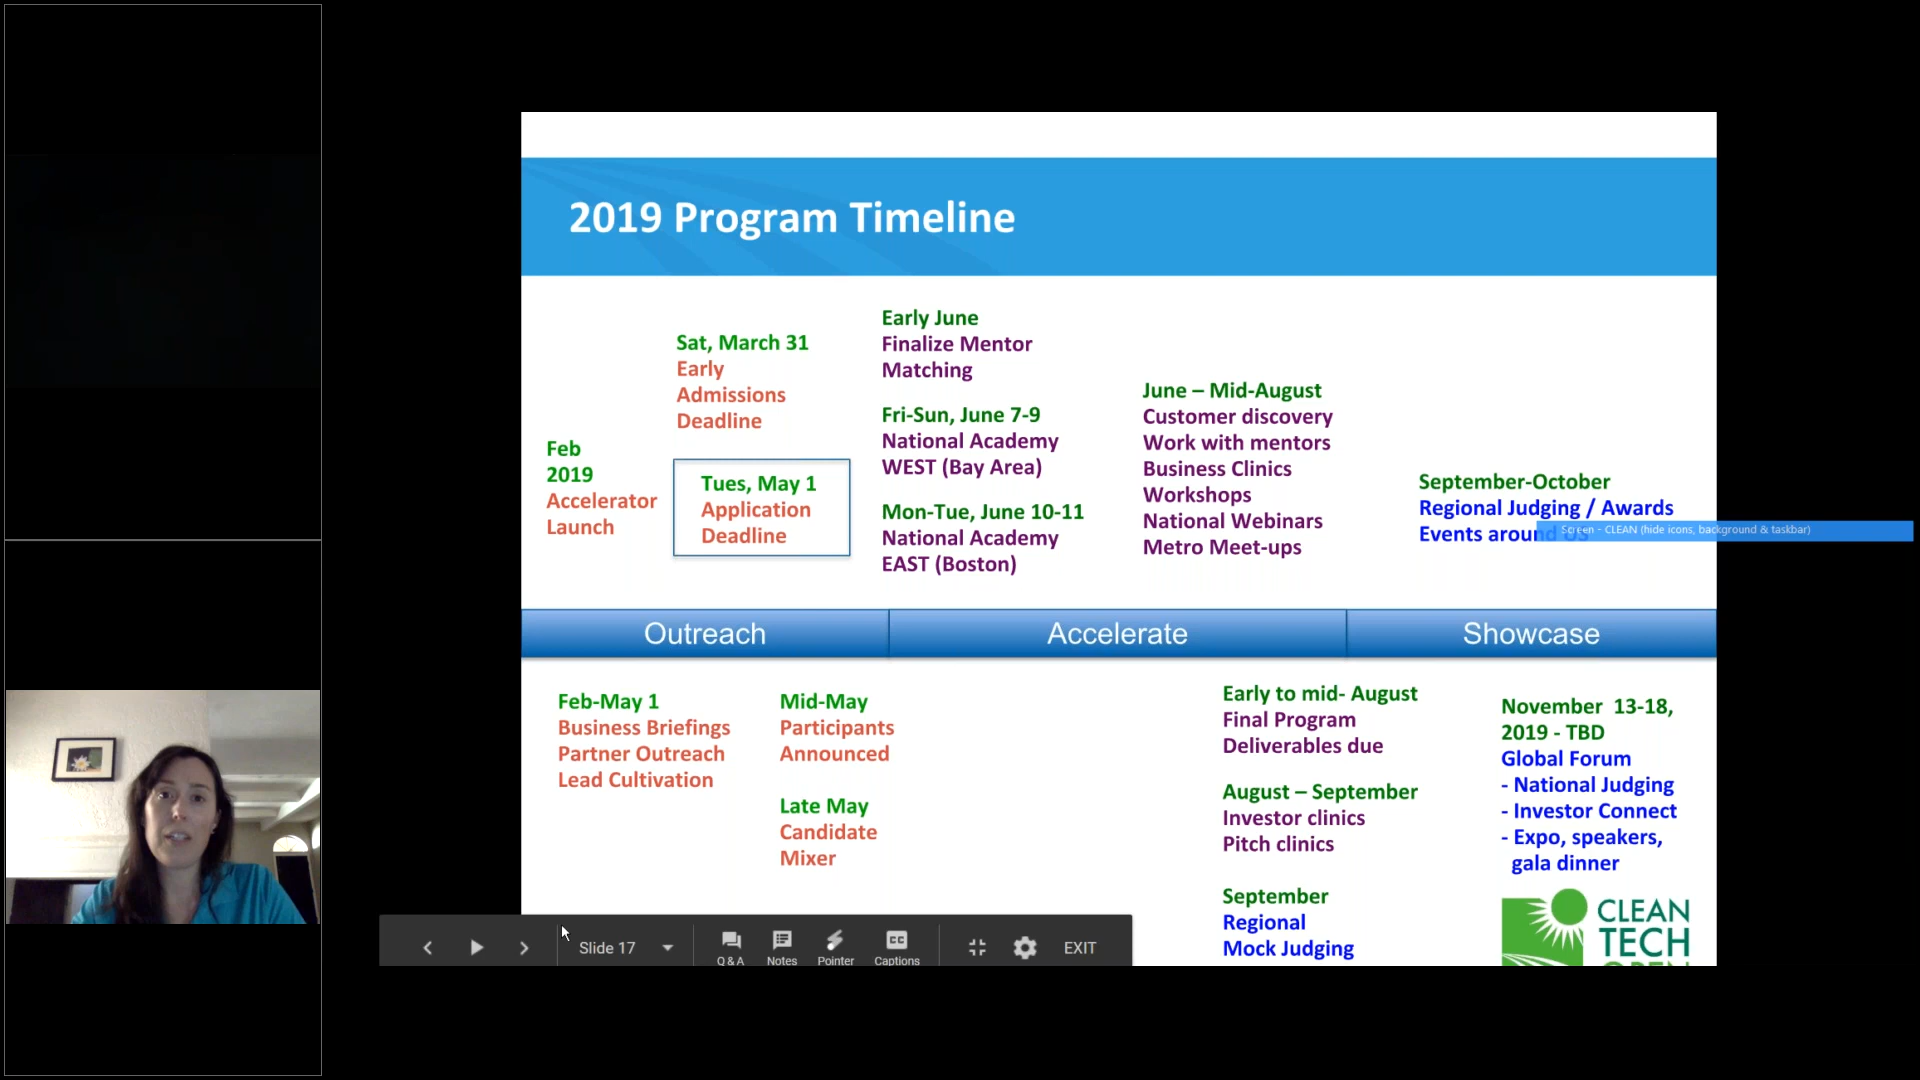 2019 Program Timeline
Feb
2019
Accelerator
Launch
Sat, March 31
Early
Admissions
Deadline
Tues, May 1
Application
Deadline
Early June
Finalize Mentor
Matching
Fri-Sun, June 7-9
National Academy
WEST (Bay Area)
Mon-Tue, June 10-11
National Academy
EAST (Boston)
June – Mid-August
Customer discovery
Work with mentors
Business Clinics
Workshops
National Webinars
Metro Meet-ups
September-October
Regional Judging / Awards
Events around US
Screen - CLEAN (hide icons, background & taskbar)
Outreach
Accelerate
Showcase
Feb-May 1
Business Briefings
Partner Outreach
Lead Cultivation
Mid-May
Participants
Announced
Late May
Candidate
Mixer
Early to mid- August
Final Program
Deliverables due
August – September
Investor clinics
Pitch clinics
September
Regional
Mock Judging
November 13-18,
2019 - TBD
Global Forum
- National Judging
- Investor Connect
- Expo, speakers,
gala dinner
CLEAN
TECH
OPEN
Slide 17
Q & A
Notes
Pointer
Captions
EXIT